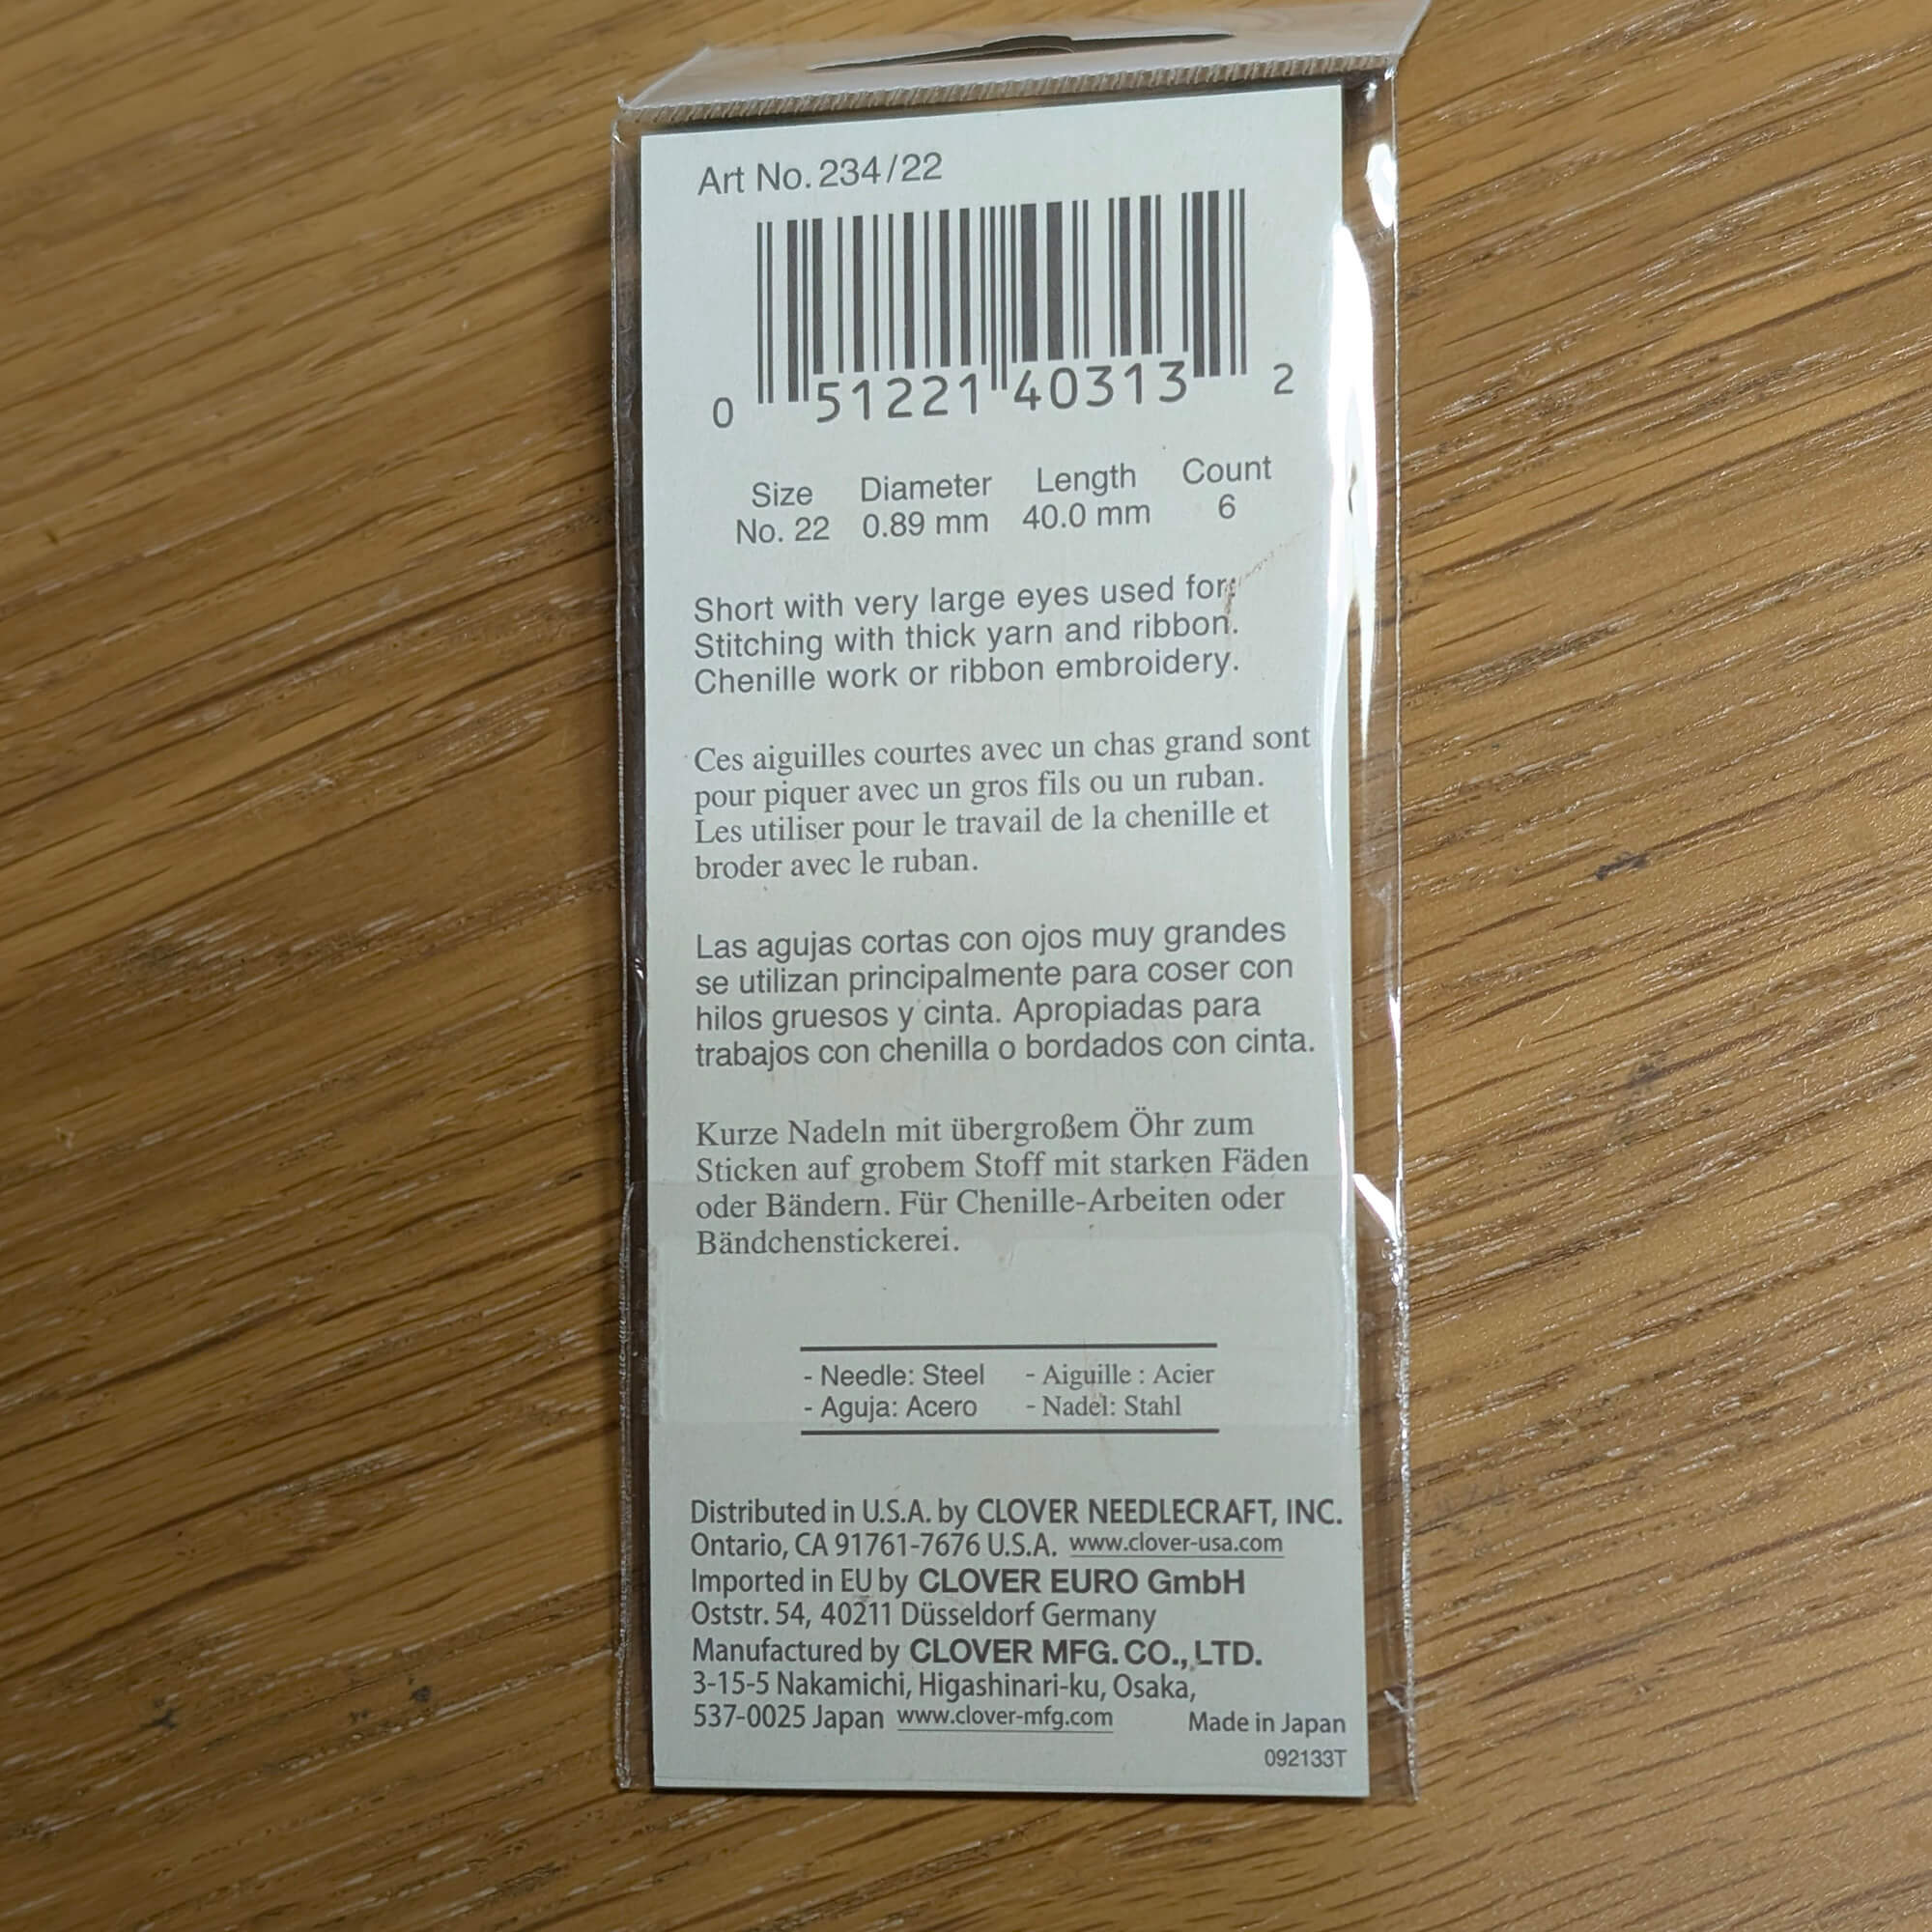 Art No. 234/22
0 51221 40313 2
Size Diameter Length Count
No. 22 0.89 mm 40.0 mm 6
Short with very large eyes used for:
Stitching with thick yarn and ribbon.
Chenille work or ribbon embroidery.
Ces aiguilles courtes avec un chas grand sont
pour piquer avec un gros fils ou un ruban.
Les utiliser pour le travail de la chenille et
broder avec le ruban.
Las agujas cortas con ojos muy grandes
se utilizan principalmente para coser con
hilos gruesos y cinta. Apropiadas para
trabajos con chenilla o bordados con cinta.
Kurze Nadeln mit übergroßem Öhr zum
Sticken auf grobem Stoff mit starken Fäden
oder Bändern. Für Chenille-Arbeiten oder
Bändchenstickerei.
- Needle: Steel - Aiguille : Acier
- Aguja: Acero - Nadel: Stahl
Distributed in U.S.A. by CLOVER NEEDLECRAFT, INC.
Ontario, CA 91761-7676 U.S.A. www.clover-usa.com
Imported in EU by CLOVER EURO GmbH
Oststr. 54, 40211 Düsseldorf Germany
Manufactured by CLOVER MFG. CO., LTD.
3-15-5 Nakamichi, Higashinari-ku, Osaka,
537-0025 Japan www.clover-mfg.com Made in Japan
092133T